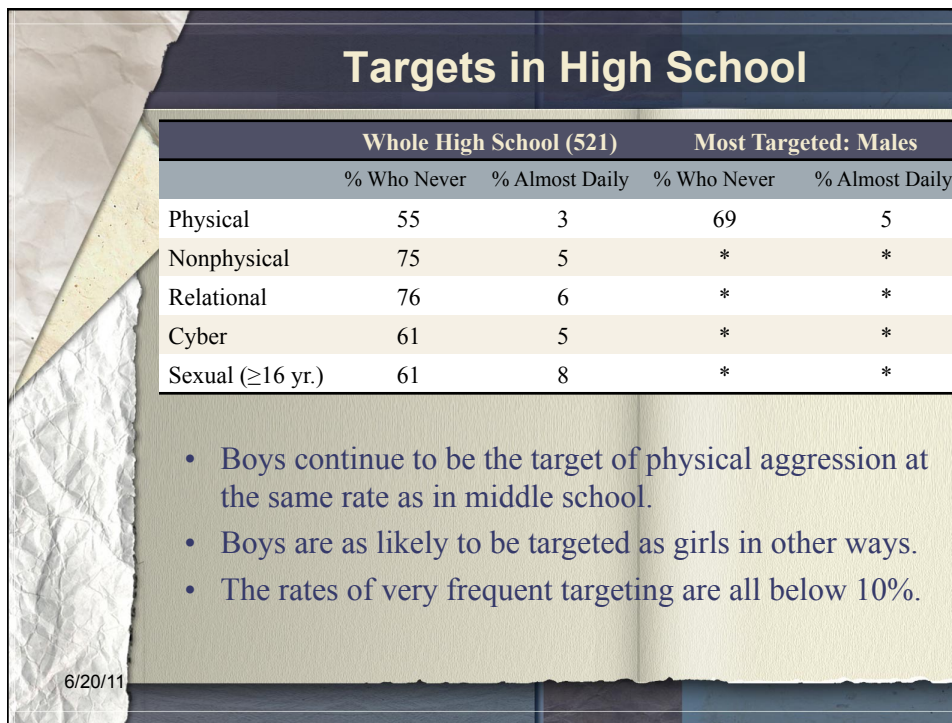 Targets in High School
Whole High School (521) Most Targeted: Males
% Who Never % Almost Daily % Who Never % Almost Daily
Physical 55 3 69 5
Nonphysical 75 5 * *
Relational 76 6 * *
Cyber 61 5 * *
Sexual (≥16 yr.) 61 8 * *
• Boys continue to be the target of physical aggression at
the same rate as in middle school.
• Boys are as likely to be targeted as girls in other ways.
• The rates of very frequent targeting are all below 10%.
6/20/11